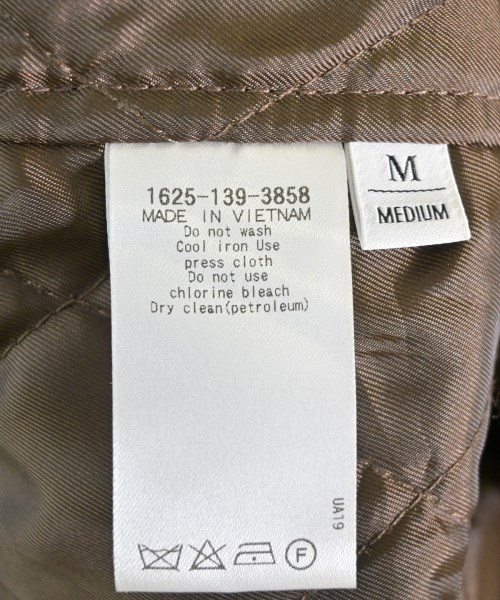 1625-139-3858
MADE IN VIETNAM
Do not wash
Cool iron Use
press cloth
Do not use
chlorine bleach
Dry clean(petroleum)
M
MEDIUM
UA19
F